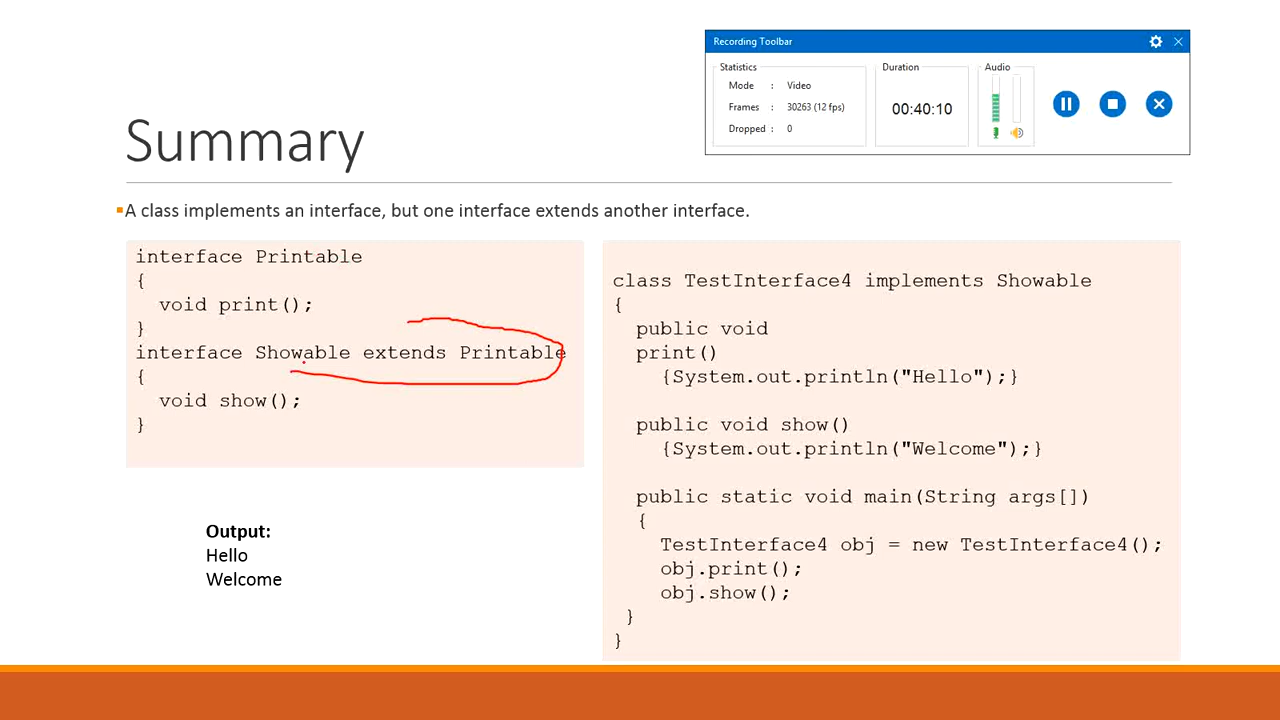 Recording Toolbar
Statistics
Mode : Video
Frames : 30263 (12 fps)
Dropped : 0
Duration
00:40:10
Audio
Summary
A class implements an interface, but one interface extends another interface.
interface Printable
{
void print();
}
interface Showable extends Printable
{
void show();
}
Output:
Hello
Welcome
class TestInterface4 implements Showable
{
public void
print()
{System.out.println("Hello");}
public void show()
{System.out.println("Welcome");}
public static void main(String args[])
{
TestInterface4 obj = new TestInterface4();
obj.print();
obj.show();
}
}